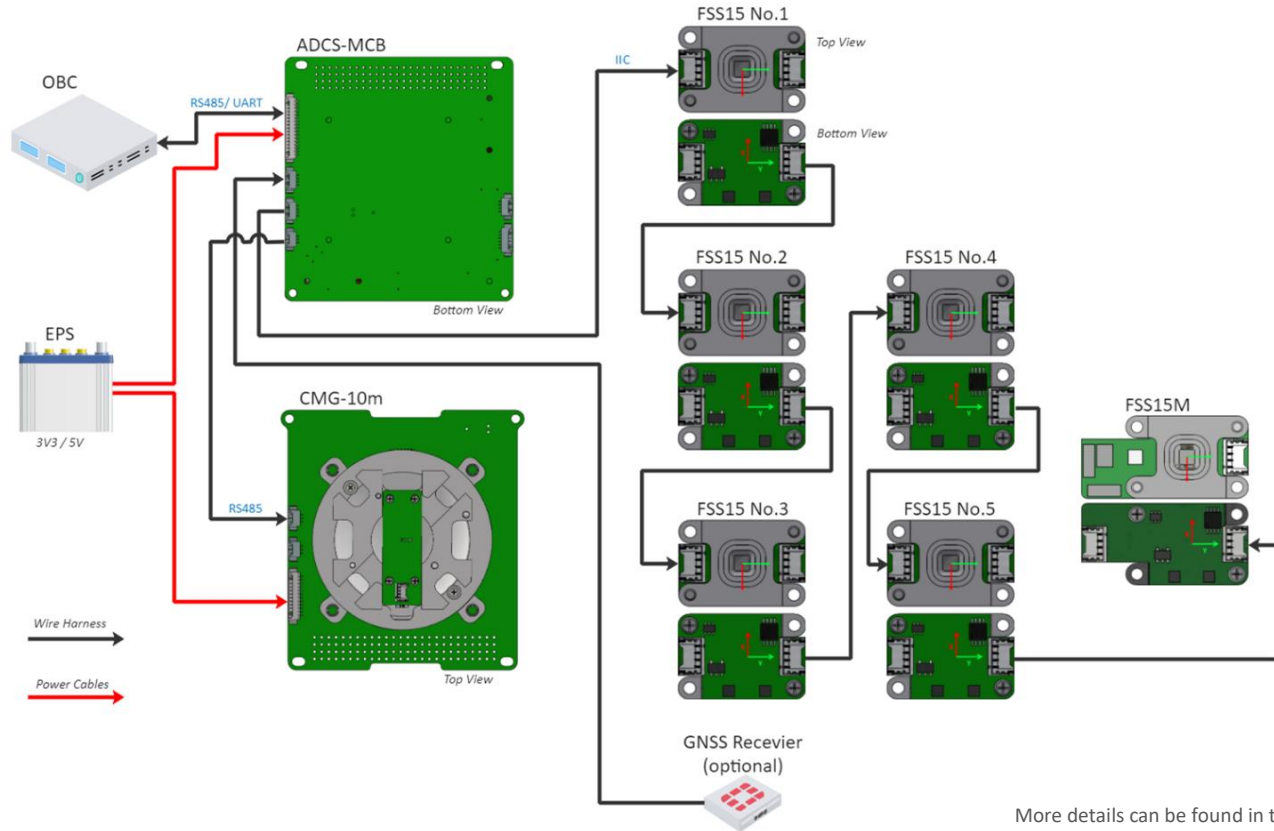 FSS15 No.1
Top View
ADCS-MCB
IIC
OBC
RS485/ UART
Bottom View
FSS15 No.2
FSS15 No.4
Bottom View
EPS
3V3 / 5V
CMG-10m
FSS15M
RS485
FSS15 No.3
FSS15 No.5
Wire Harness
Power Cables
Top View
GNSS Recevier
(optional)
More details can be found in t